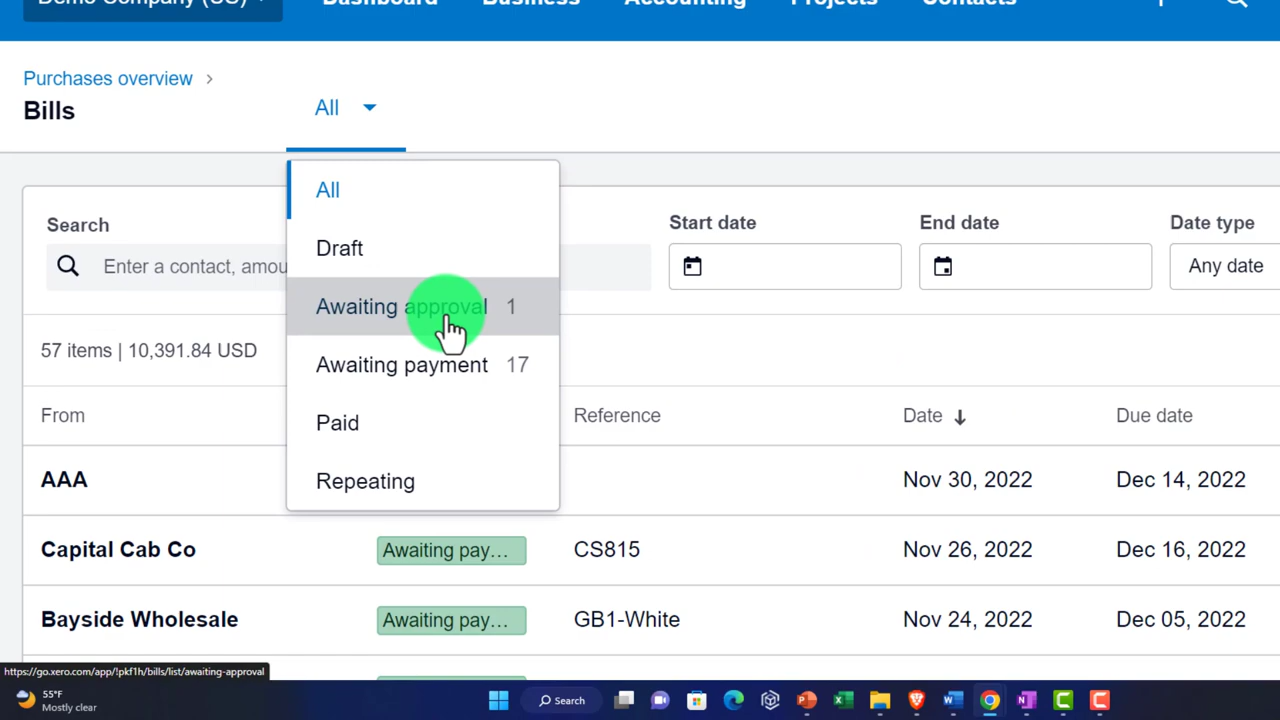 Demo Company (US) Dashboard Business Accounting Projects Contacts
Purchases overview
Bills
All
All
Draft
Awaiting approval 1
Awaiting payment 17
Paid
Repeating
Search
Enter a contact, amou
Start date
End date
Date type
Any date
57 items | 10,391.84 USD
From Reference Date Due date
AAA Nov 30, 2022 Dec 14, 2022
Capital Cab Co Awaiting pay... CS815 Nov 26, 2022 Dec 16, 2022
Bayside Wholesale Awaiting pay... GB1-White Nov 24, 2022 Dec 05, 2022
https://go.xero.com/app/!pkf1h/bills/list/awaiting-approval
55°F
Mostly clear
Search